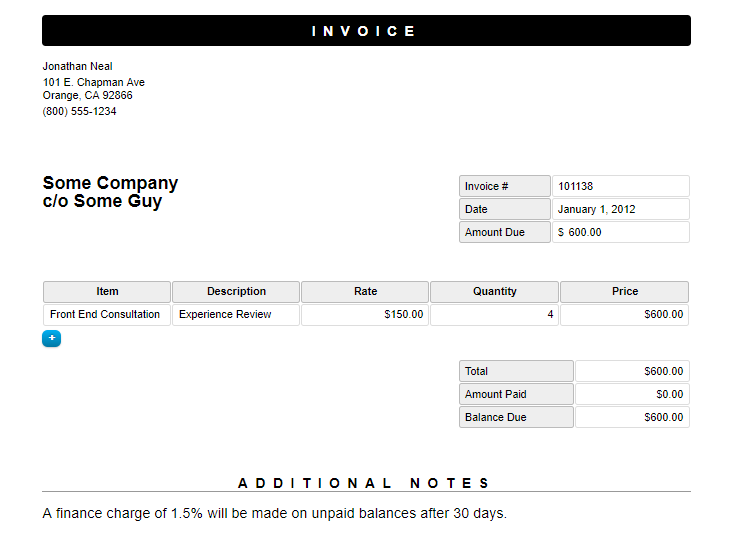 INVOICE
Jonathan Neal
101 E. Chapman Ave
Orange, CA 92866
(800) 555-1234
Some Company
c/o Some Guy
Invoice # 101138
Date January 1, 2012
Amount Due $ 600.00
Item Description Rate Quantity Price
Front End Consultation Experience Review $150.00 4 $600.00
+
Total $600.00
Amount Paid $0.00
Balance Due $600.00
ADDITIONAL NOTES
A finance charge of 1.5% will be made on unpaid balances after 30 days.